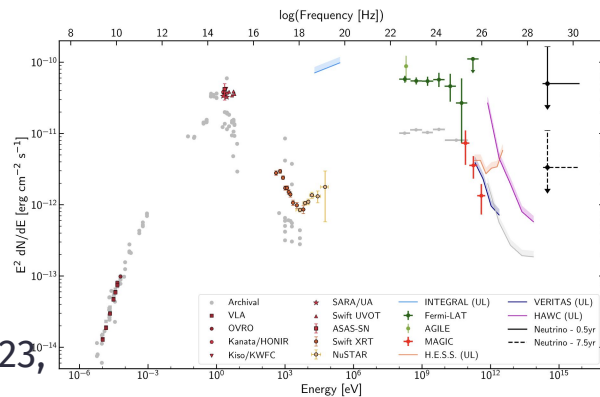 log(Frequency [Hz])
8 10 12 14 16 18 20 22 24 26 28 30
E² dN/dE [erg cm⁻² s⁻¹]
10⁻¹⁰
10⁻¹¹
10⁻¹²
10⁻¹³
10⁻¹⁴
23,
Archival SARA/UA INTEGRAL (UL) VERITAS (UL)
VLA Swift UVOT Fermi-LAT HAWC (UL)
OVRO ASAS-SN AGILE Neutrino - 0.5yr
Kanata/HONIR Swift XRT MAGIC Neutrino - 7.5yr
Kiso/KWFC NuSTAR H.E.S.S. (UL)
10⁻⁶ 10⁻³ 10⁰ 10³ 10⁶ 10⁹ 10¹² 10¹⁵
Energy [eV]